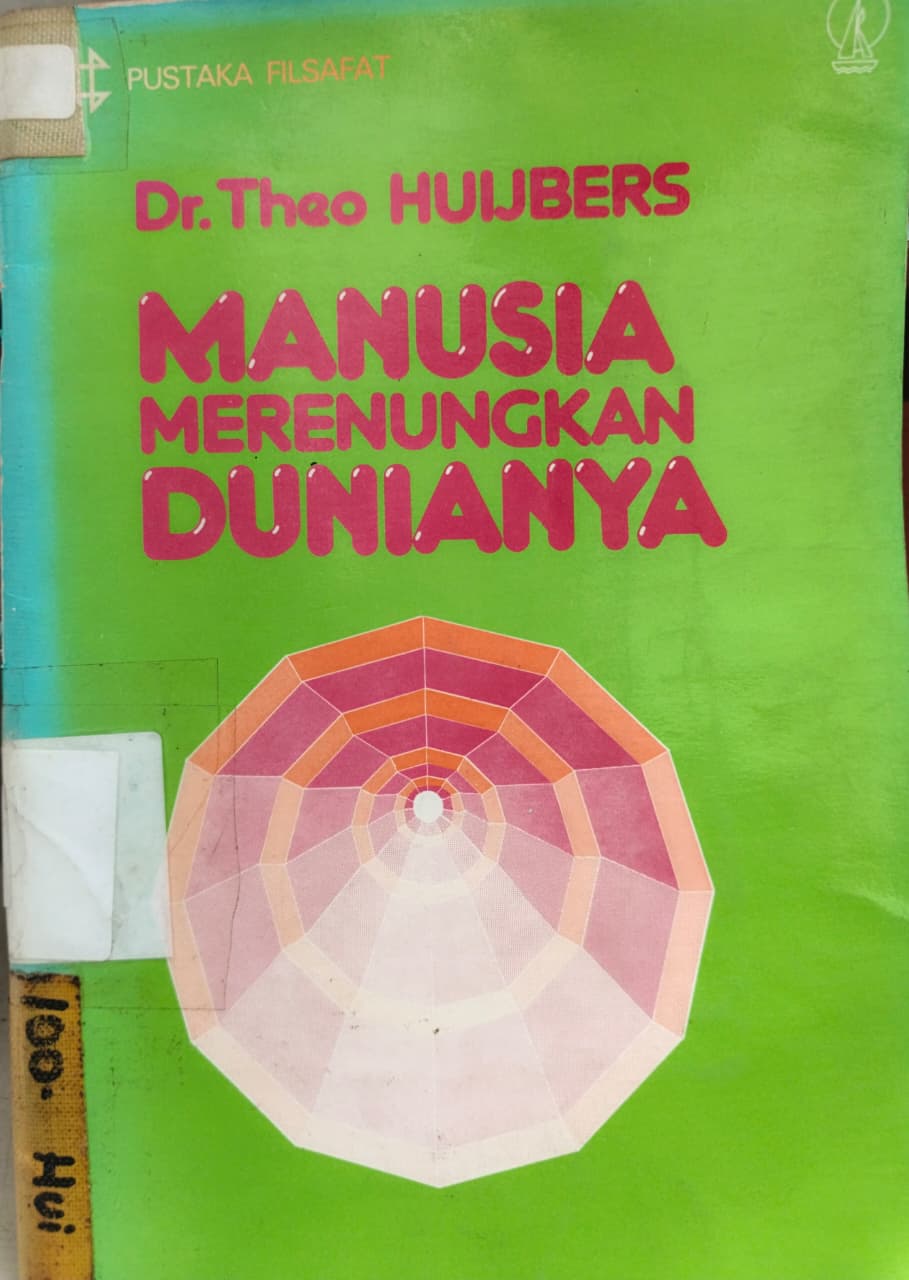 PUSTAKA FILSAFAT
Dr. Theo HUIJBERS
MANUSIA
MERENUNGKAN
DUNIANYA
100.
Hui